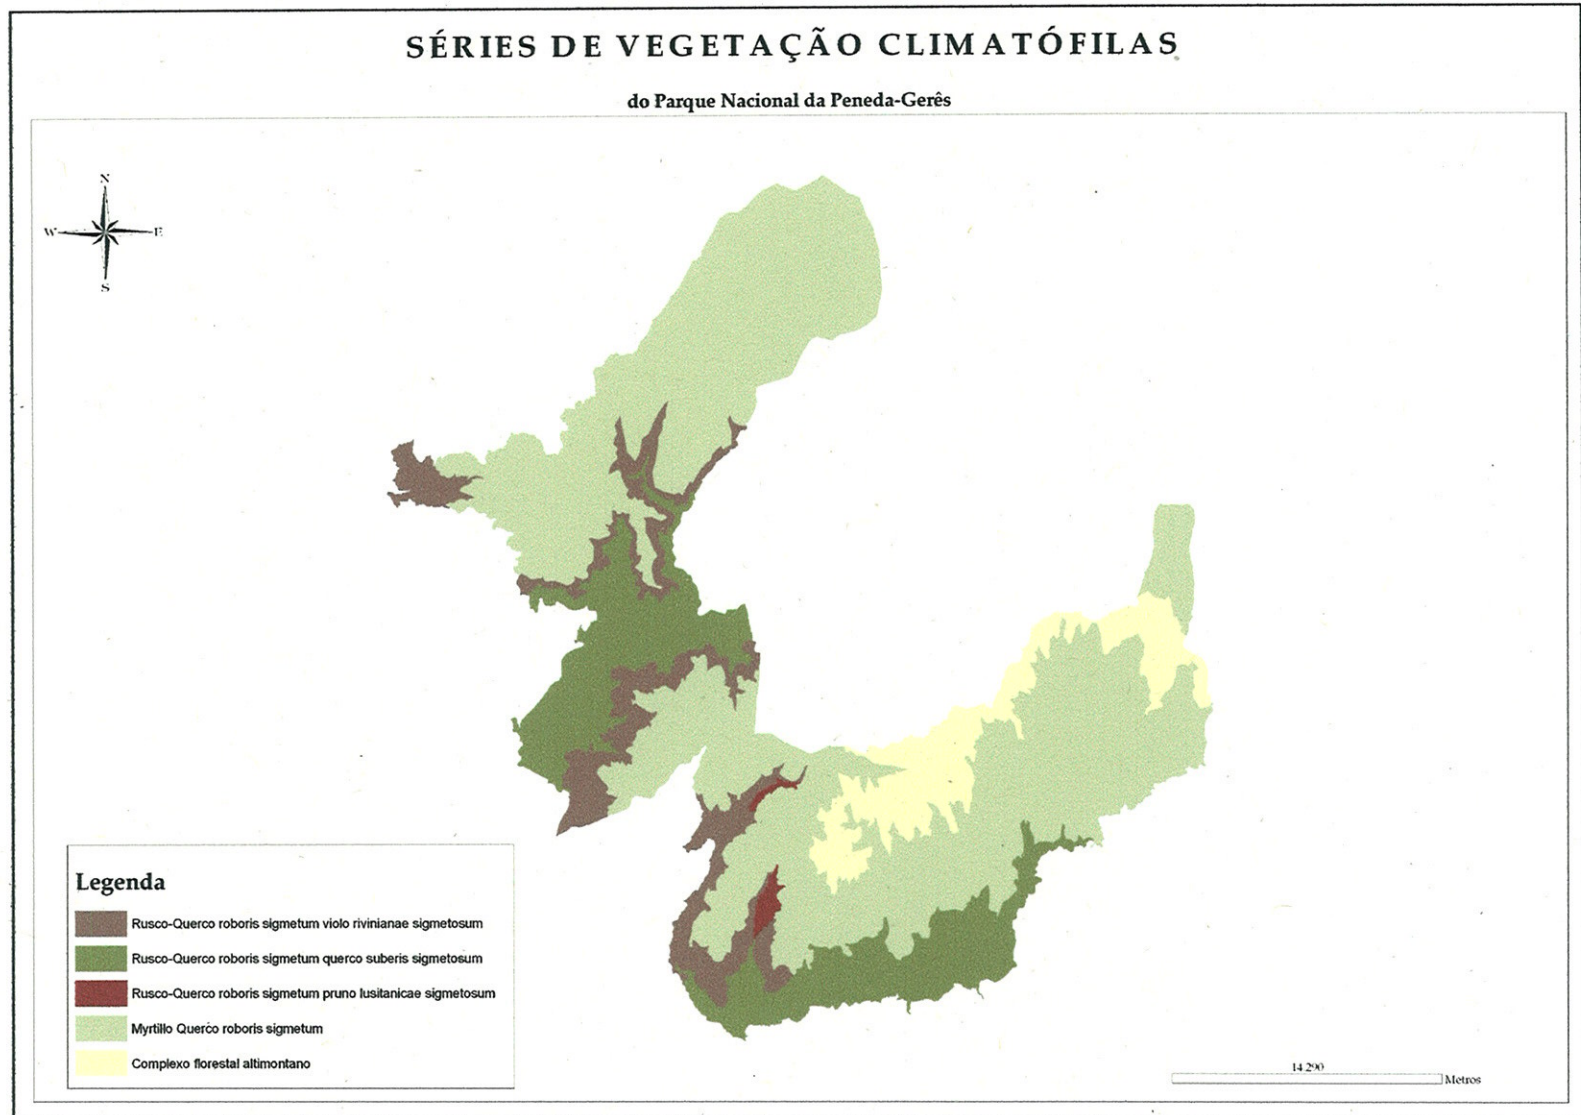 SÉRIES DE VEGETAÇÃO CLIMATÓFILAS
do Parque Nacional da Peneda-Gerês
N
W E
S
Legenda
Rusco-Querco roboris sigmetum violo rivinianae sigmetosum
Rusco-Querco roboris sigmetum querco suberis sigmetosum
Rusco-Querco roboris sigmetum pruno lusitanicae sigmetosum
Myrtillo Querco roboris sigmetum
Complexo florestal altimontano
14.290
Metros